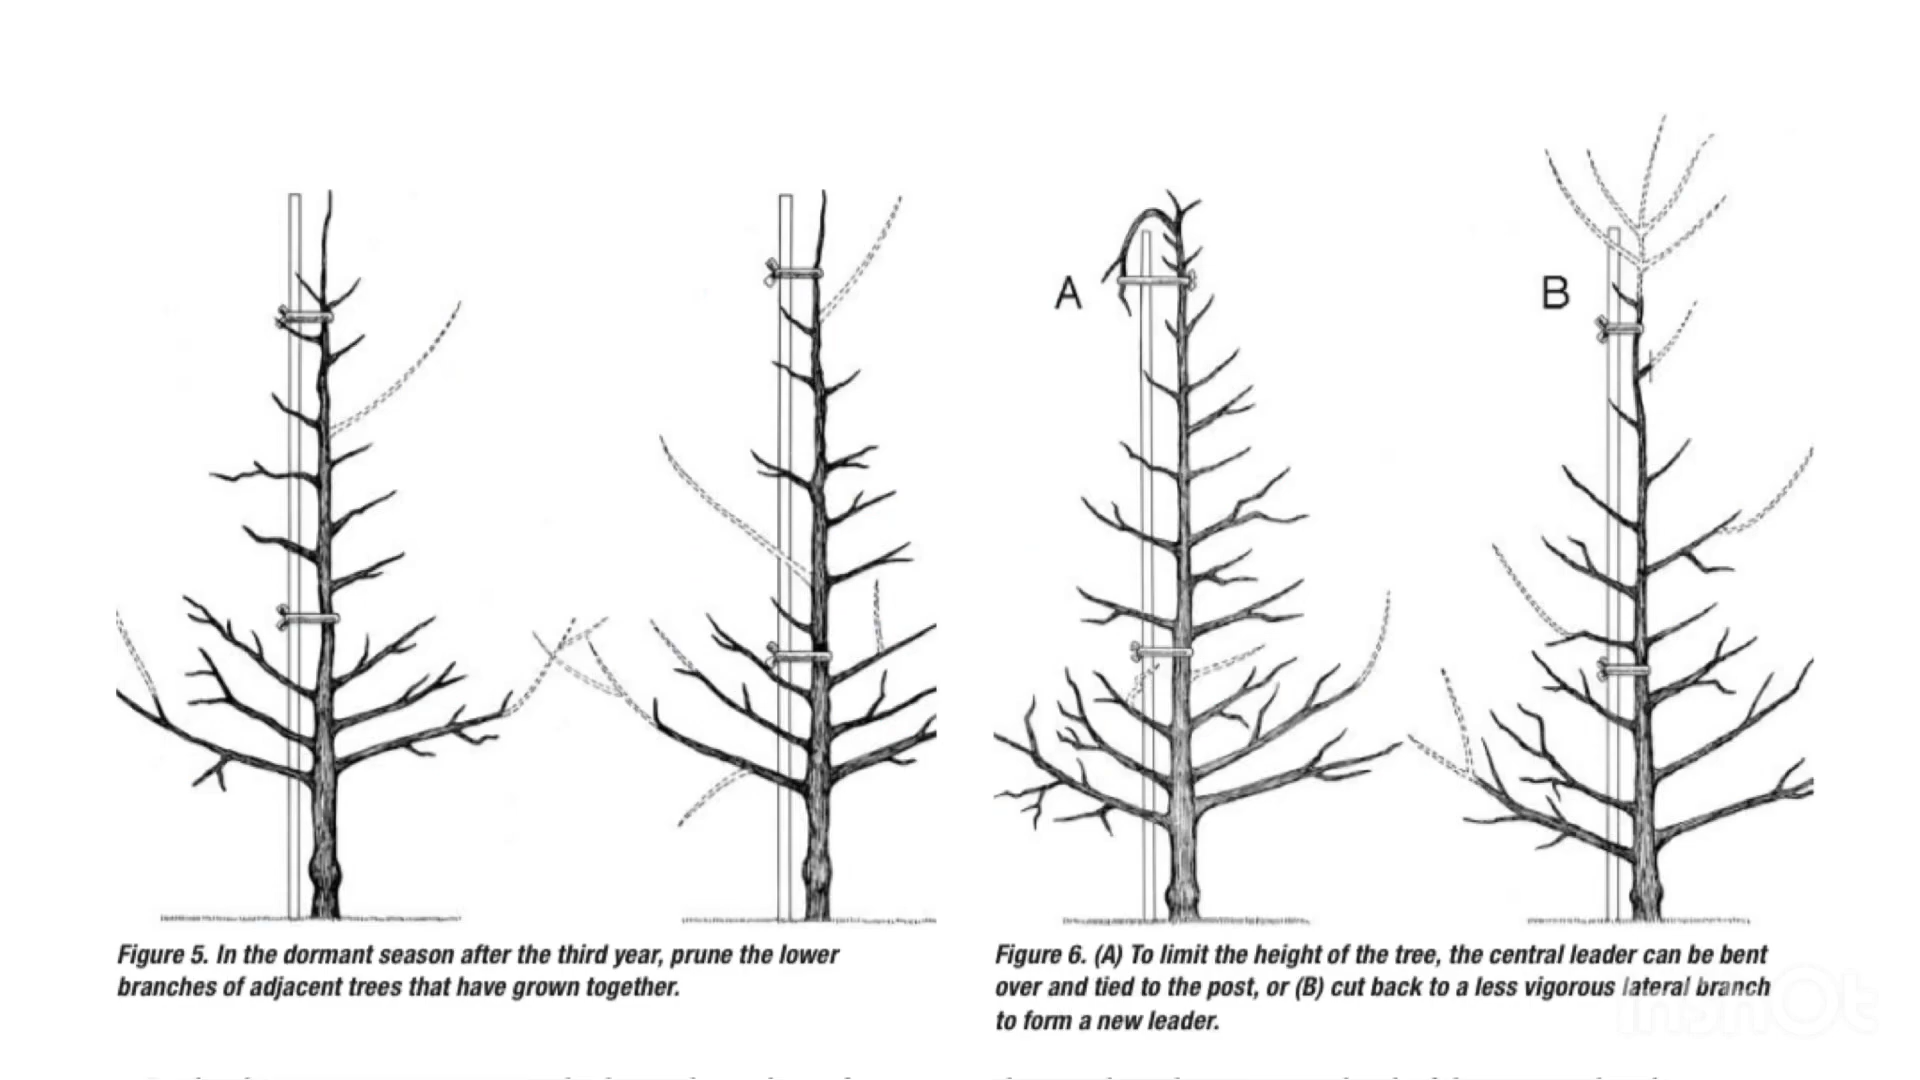 A
B
Figure 5. In the dormant season after the third year, prune the lower
branches of adjacent trees that have grown together.
Figure 6. (A) To limit the height of the tree, the central leader can be bent
over and tied to the post, or (B) cut back to a less vigorous lateral branch
to form a new leader.
InShOt